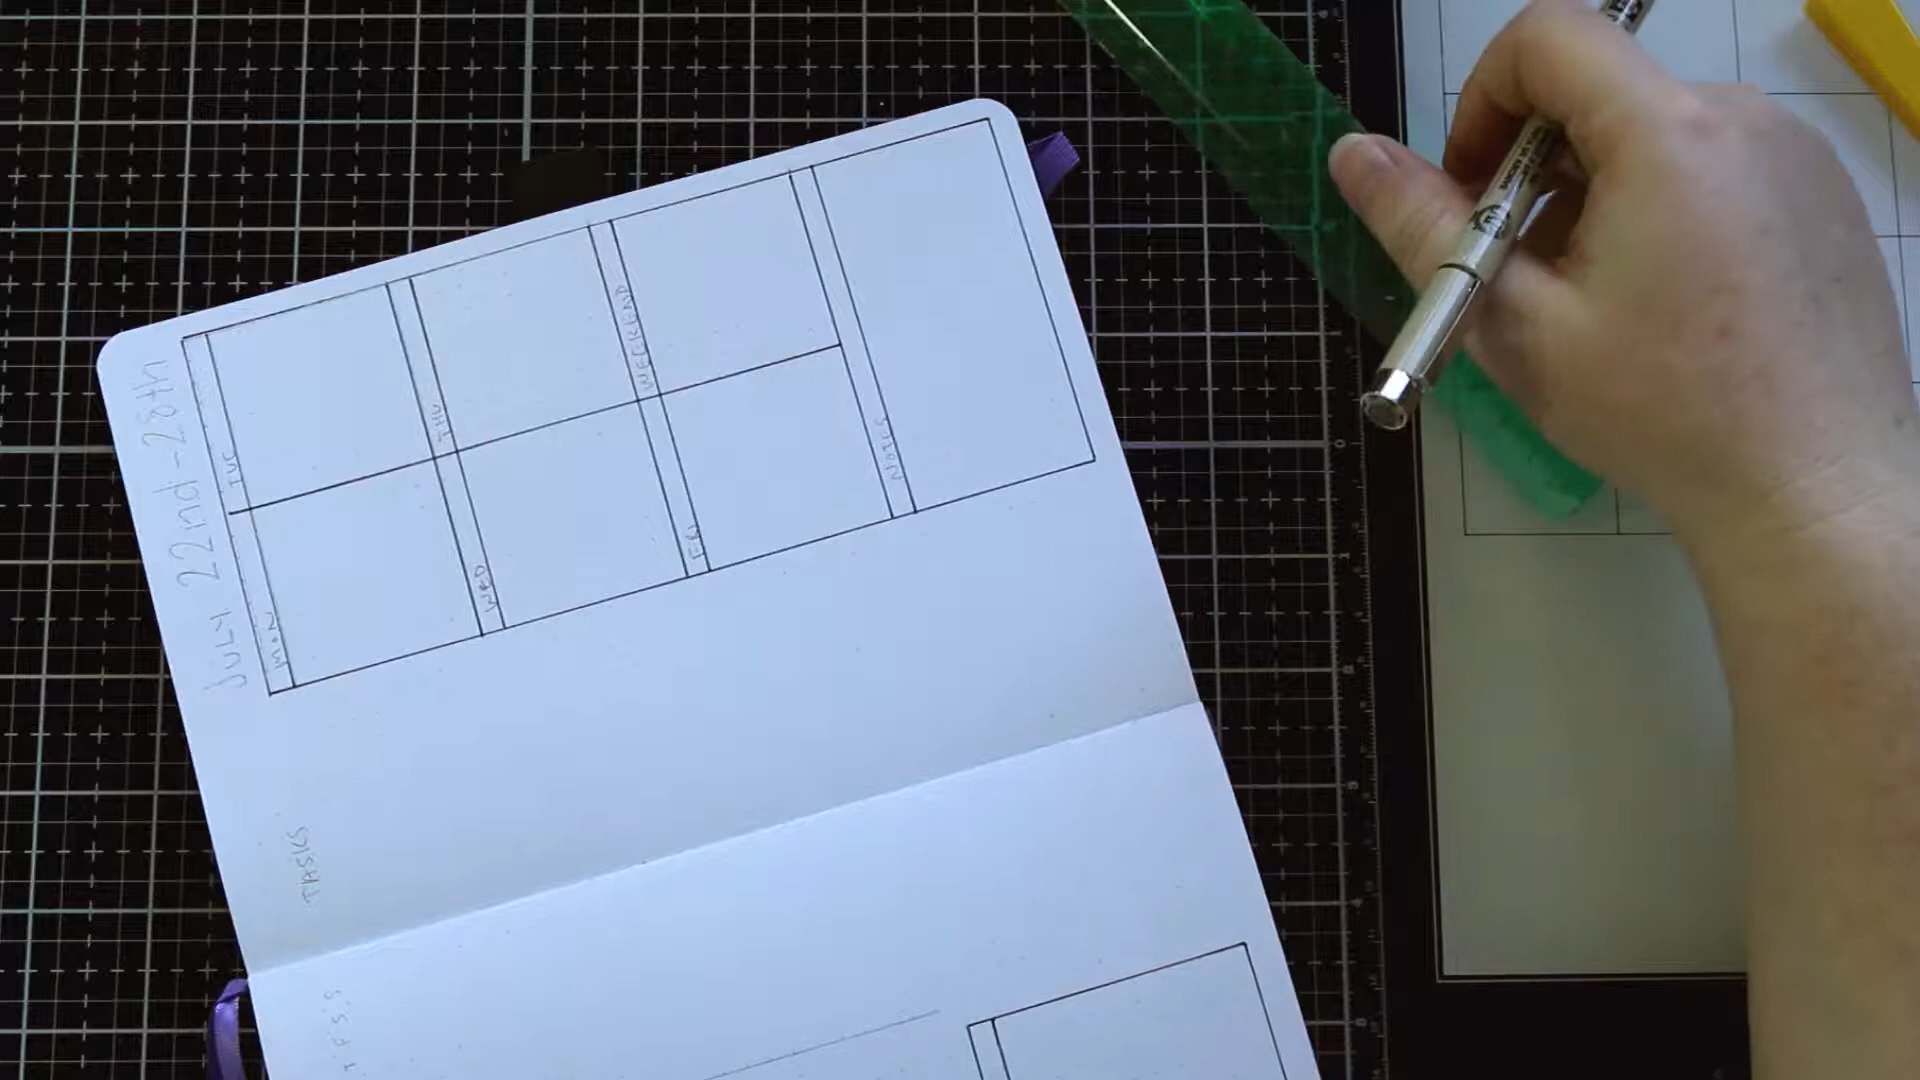 JULY 22nd-28th
MON
TUE
WED
THU
FRI
WEEKEND
NOTES
TASKS